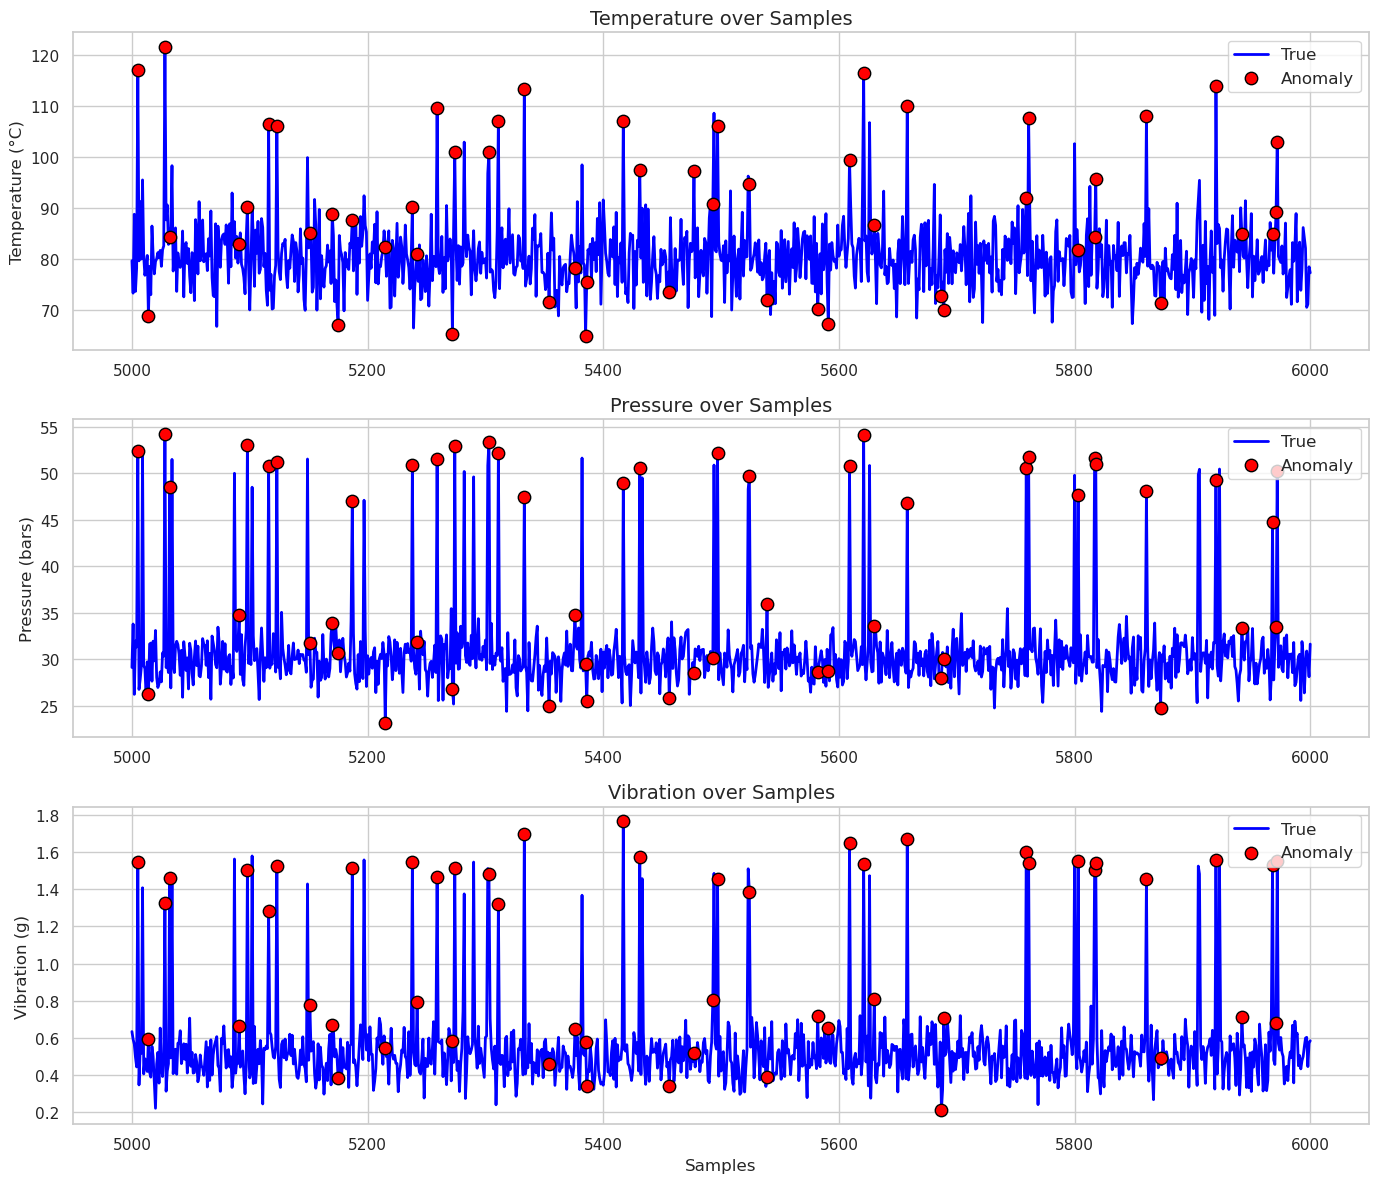 Temperature over Samples
Temperature (°C)
120
110
100
90
80
70
True
Anomaly
5000 5200 5400 5600 5800 6000
Pressure over Samples
Pressure (bars)
55
50
45
40
35
30
25
True
Anomaly
5000 5200 5400 5600 5800 6000
Vibration over Samples
Vibration (g)
1.8
1.6
1.4
1.2
1.0
0.8
0.6
0.4
0.2
True
Anomaly
5000 5200 5400 5600 5800 6000
Samples